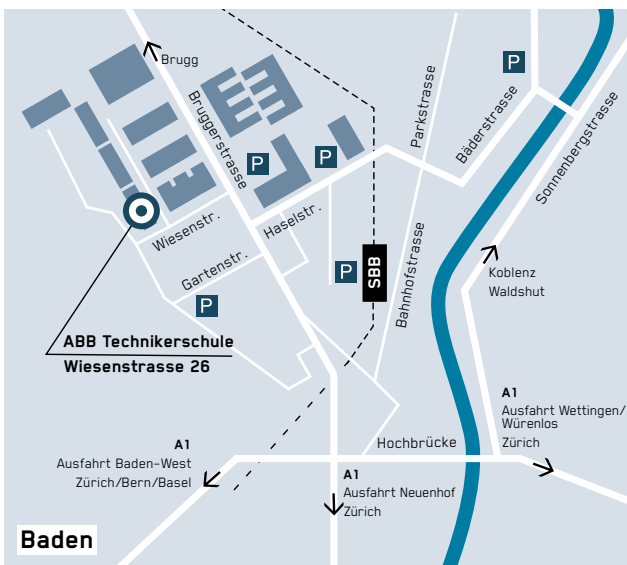 Brugg
P
Bruggerstrasse
Parkstrasse
Bäderstrasse
P
P
Sonnenbergstrasse
Haselstr.
Wiesenstr.
Gartenstr.
SBB
P
Bahnhofstrasse
Koblenz
Waldshut
P
ABB Technikerschule
Wiesenstrasse 26
A1
Ausfahrt Wettingen/
Würenlos
Zürich
Hochbrücke
A1
Ausfahrt Baden-West
Zürich/Bern/Basel
A1
Ausfahrt Neuenhof
Zürich
Baden